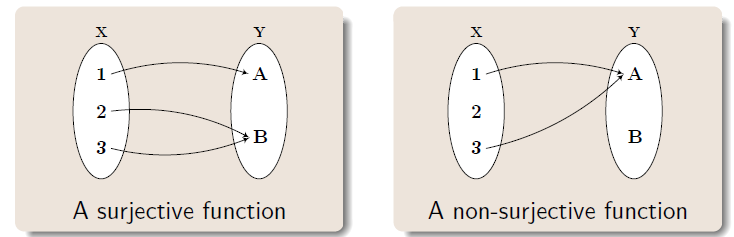 X Y
1 A
2
B
3
A surjective function
X Y
1 A
2
B
3
A non-surjective function